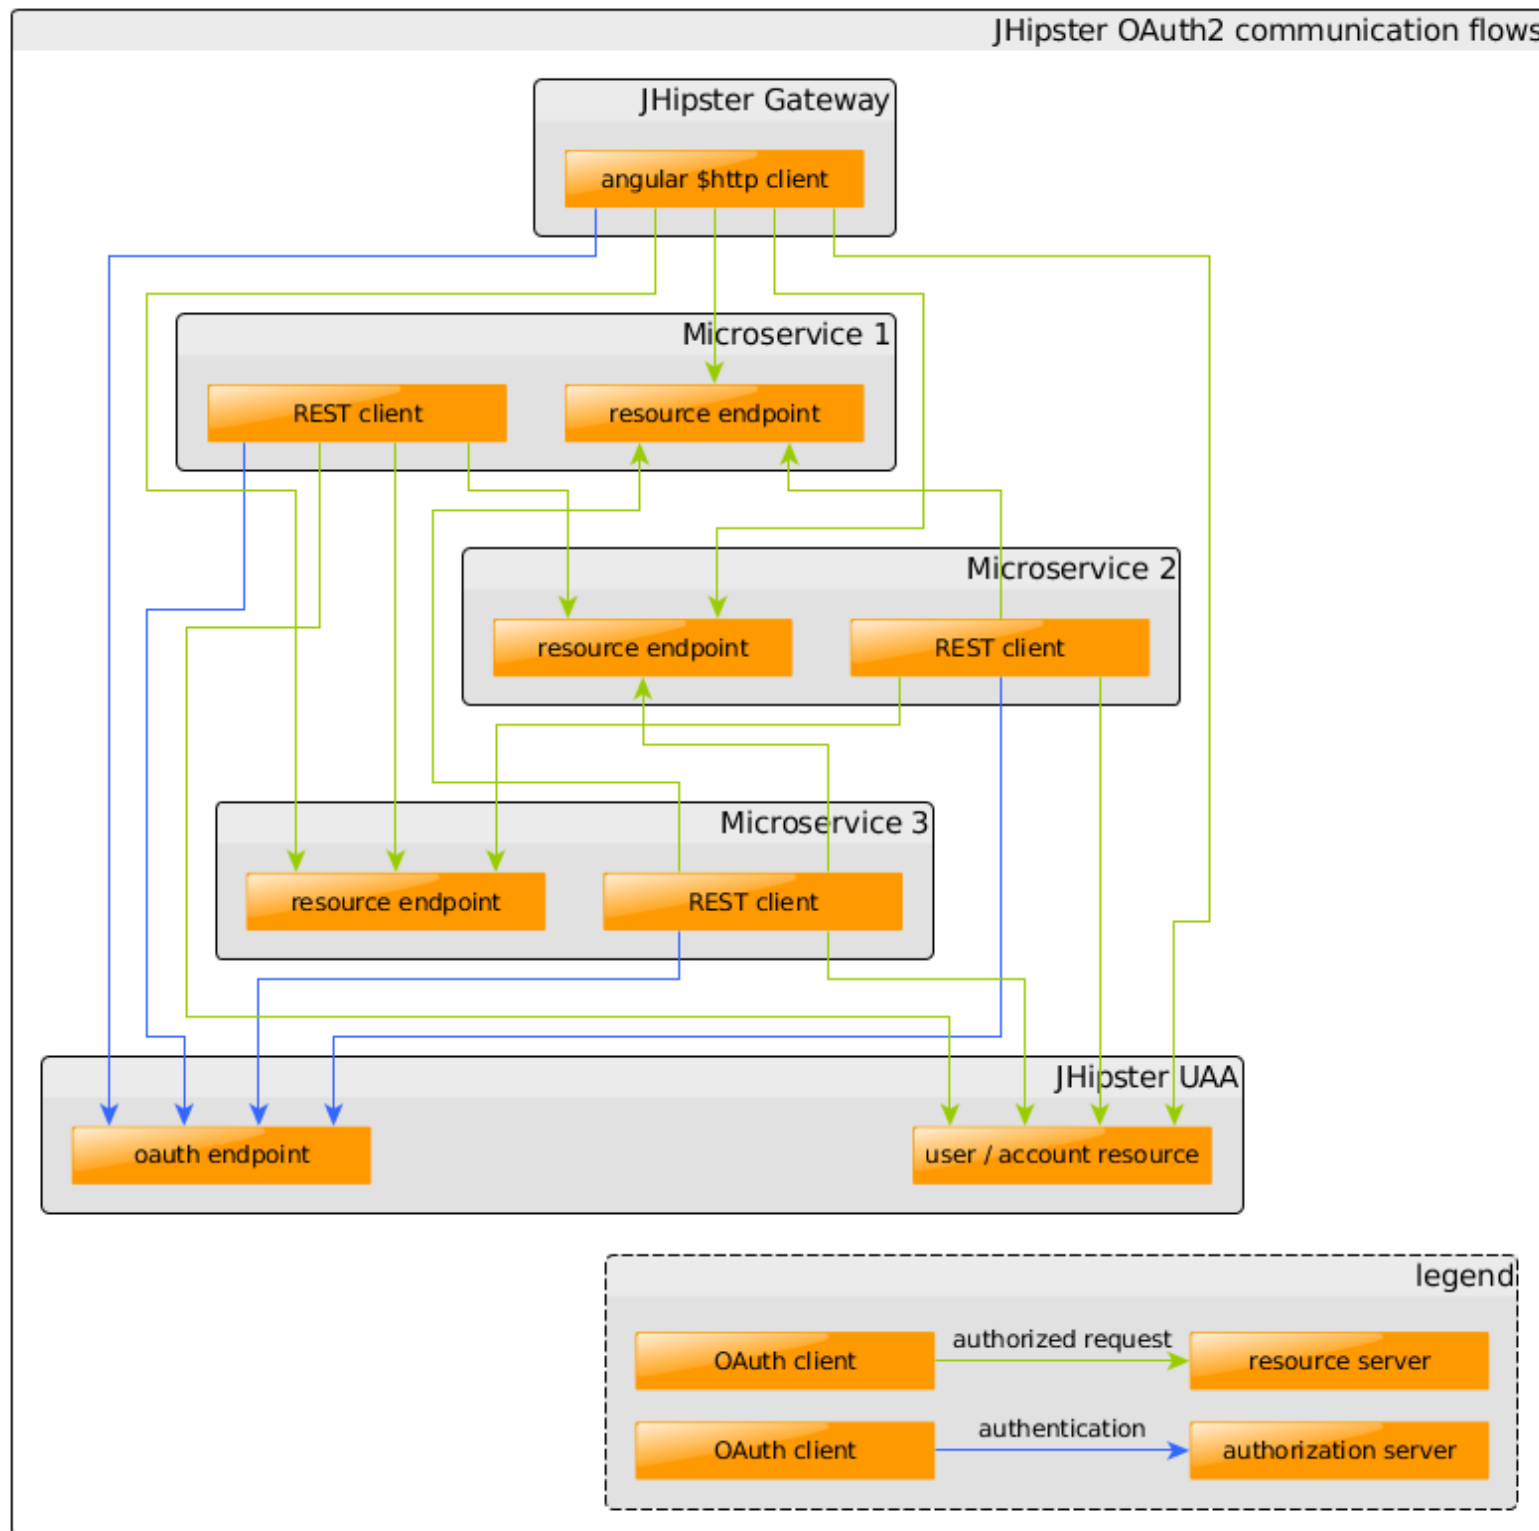 JHipster OAuth2 communication flows
JHipster Gateway
angular $http client
Microservice 1
REST client
resource endpoint
Microservice 2
resource endpoint
REST client
Microservice 3
resource endpoint
REST client
JHipster UAA
oauth endpoint
user / account resource
legend
OAuth client
authorized request
resource server
OAuth client
authentication
authorization server